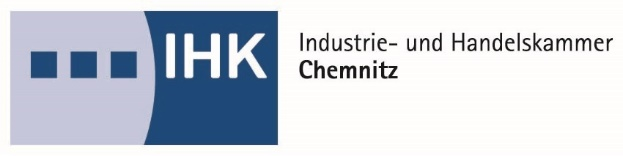 IHK
Industrie- und Handelskammer
Chemnitz